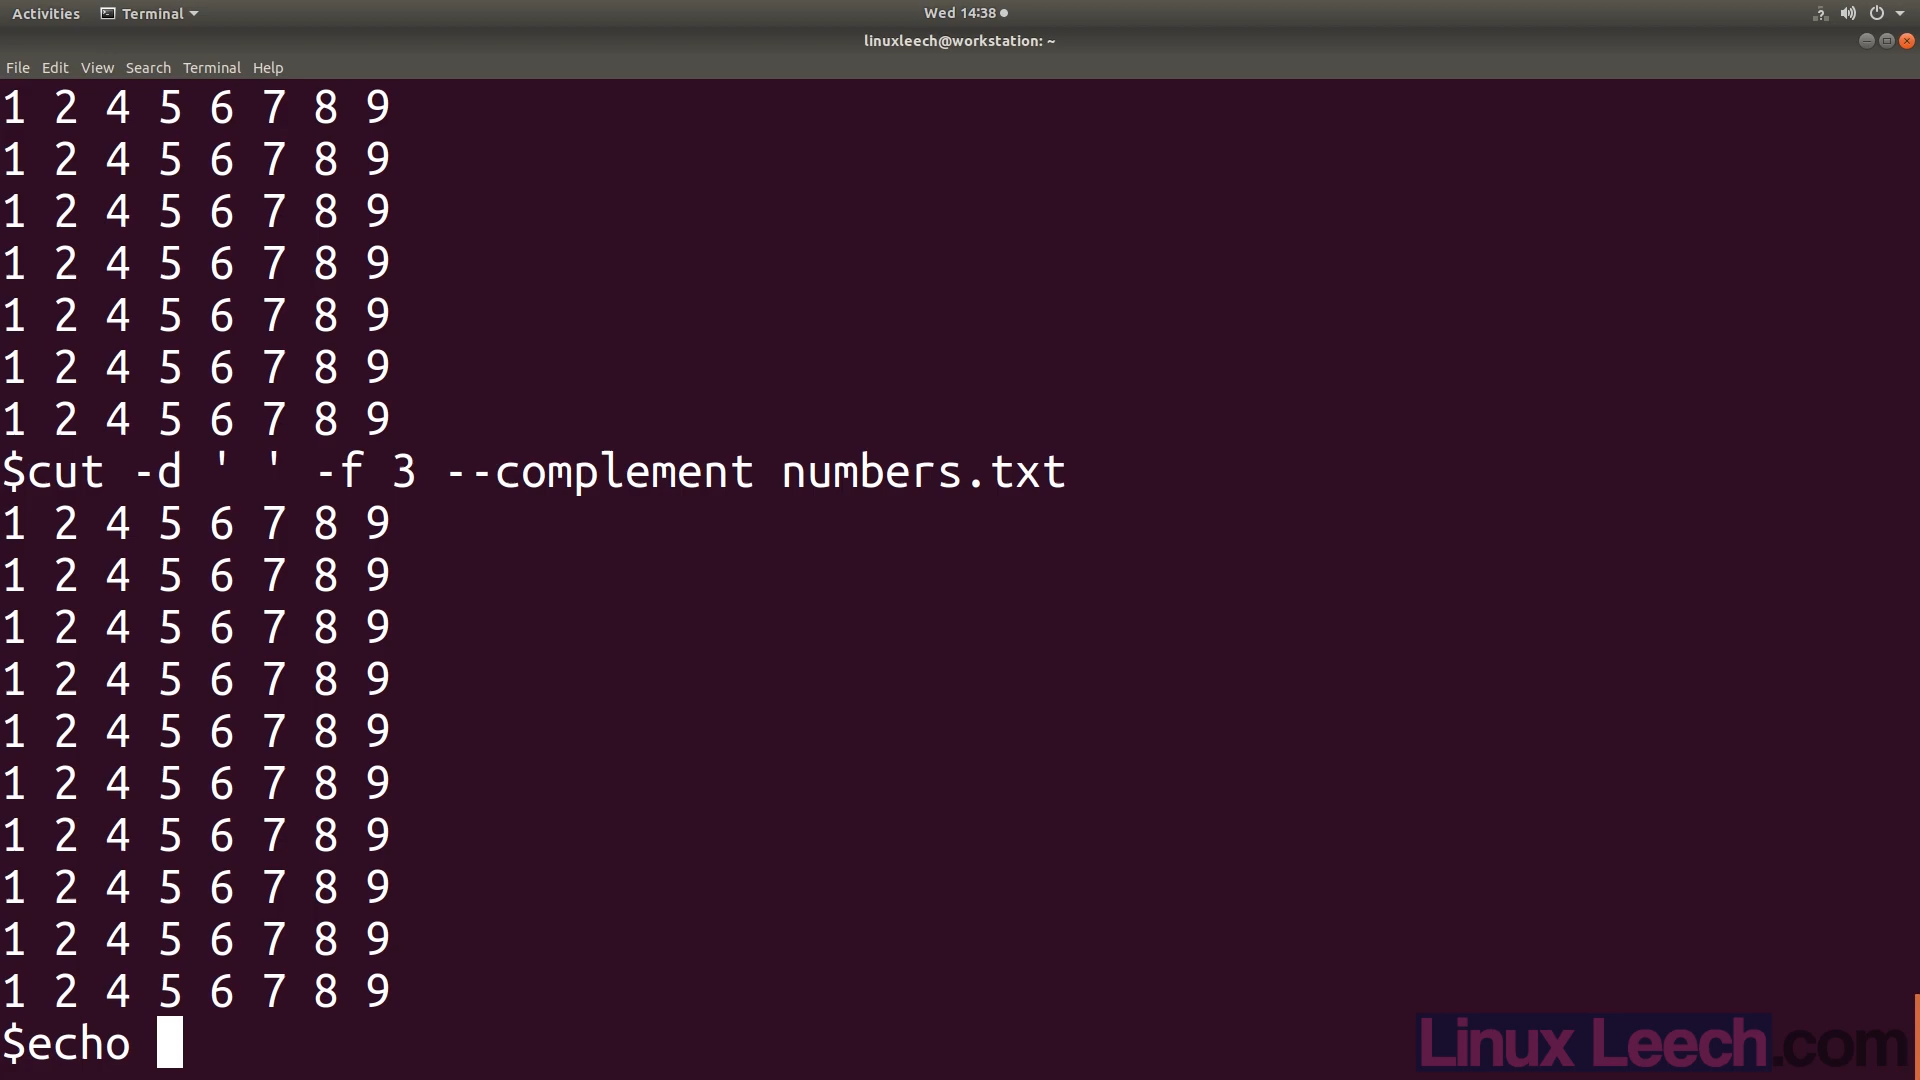 Activities Terminal Wed 14:38
linuxleech@workstation: ~
File Edit View Search Terminal Help
1 2 4 5 6 7 8 9
1 2 4 5 6 7 8 9
1 2 4 5 6 7 8 9
1 2 4 5 6 7 8 9
1 2 4 5 6 7 8 9
1 2 4 5 6 7 8 9
1 2 4 5 6 7 8 9
$cut -d ' ' -f 3 --complement numbers.txt
1 2 4 5 6 7 8 9
1 2 4 5 6 7 8 9
1 2 4 5 6 7 8 9
1 2 4 5 6 7 8 9
1 2 4 5 6 7 8 9
1 2 4 5 6 7 8 9
1 2 4 5 6 7 8 9
1 2 4 5 6 7 8 9
1 2 4 5 6 7 8 9
1 2 4 5 6 7 8 9
$echo
Linux Leech.com